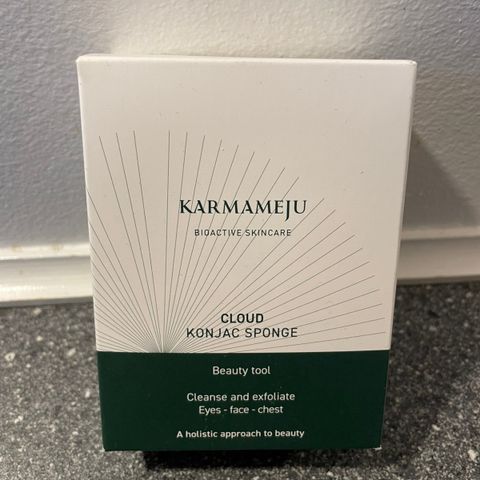 KARMAMEJU
BIOACTIVE SKINCARE
CLOUD
KONJAC SPONGE
Beauty tool
Cleanse and exfoliate
Eyes - face - chest
A holistic approach to beauty